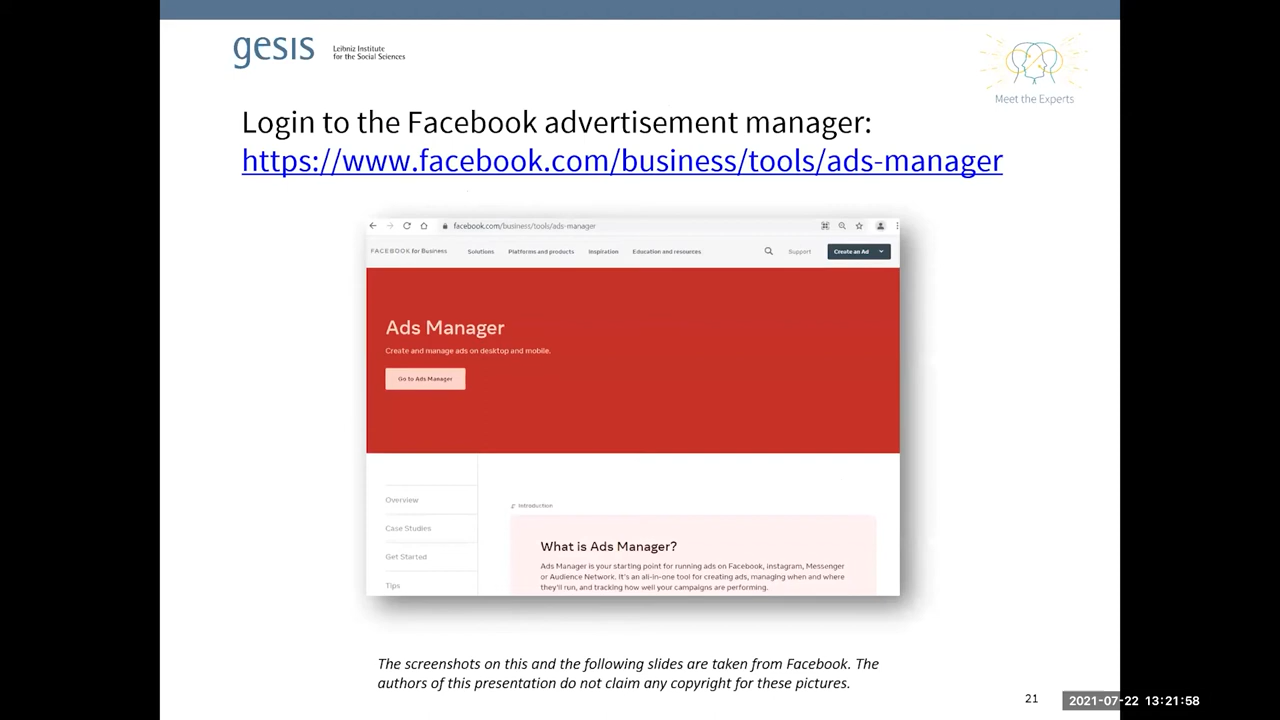 gesis
Leibniz Institute
for the Social Sciences
Meet the Experts
Login to the Facebook advertisement manager:
https://www.facebook.com/business/tools/ads-manager
facebook.com/business/tools/ads-manager
FACEBOOK for Business
Solutions
Platforms and products
Inspiration
Education and resources
Support
Create an Ad
Ads Manager
Create and manage ads on desktop and mobile.
Go to Ads Manager
Overview
Case Studies
Get Started
Tips
Introduction
What is Ads Manager?
Ads Manager is your starting point for running ads on Facebook, instagram, Messenger
or Audience Network. It's an all-in-one tool for creating ads, managing when and where
they'll run, and tracking how well your campaigns are performing.
The screenshots on this and the following slides are taken from Facebook. The
authors of this presentation do not claim any copyright for these pictures.
21
2021-07-22 13:21:58